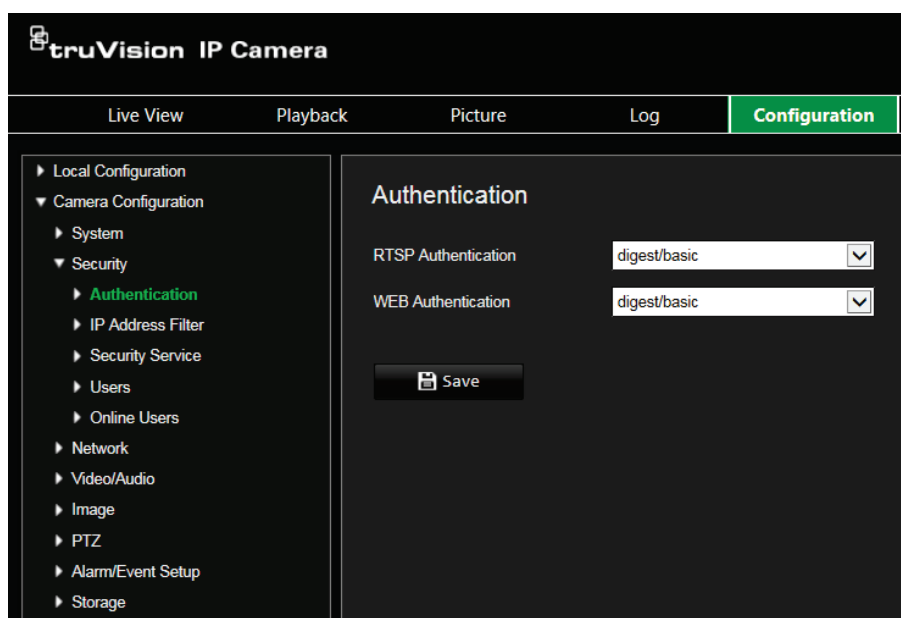 truVision IP Camera
Live View Playback Picture Log Configuration
Local Configuration
Camera Configuration
System
Security
Authentication
IP Address Filter
Security Service
Users
Online Users
Network
Video/Audio
Image
PTZ
Alarm/Event Setup
Storage
Authentication
RTSP Authentication digest/basic
WEB Authentication digest/basic
Save